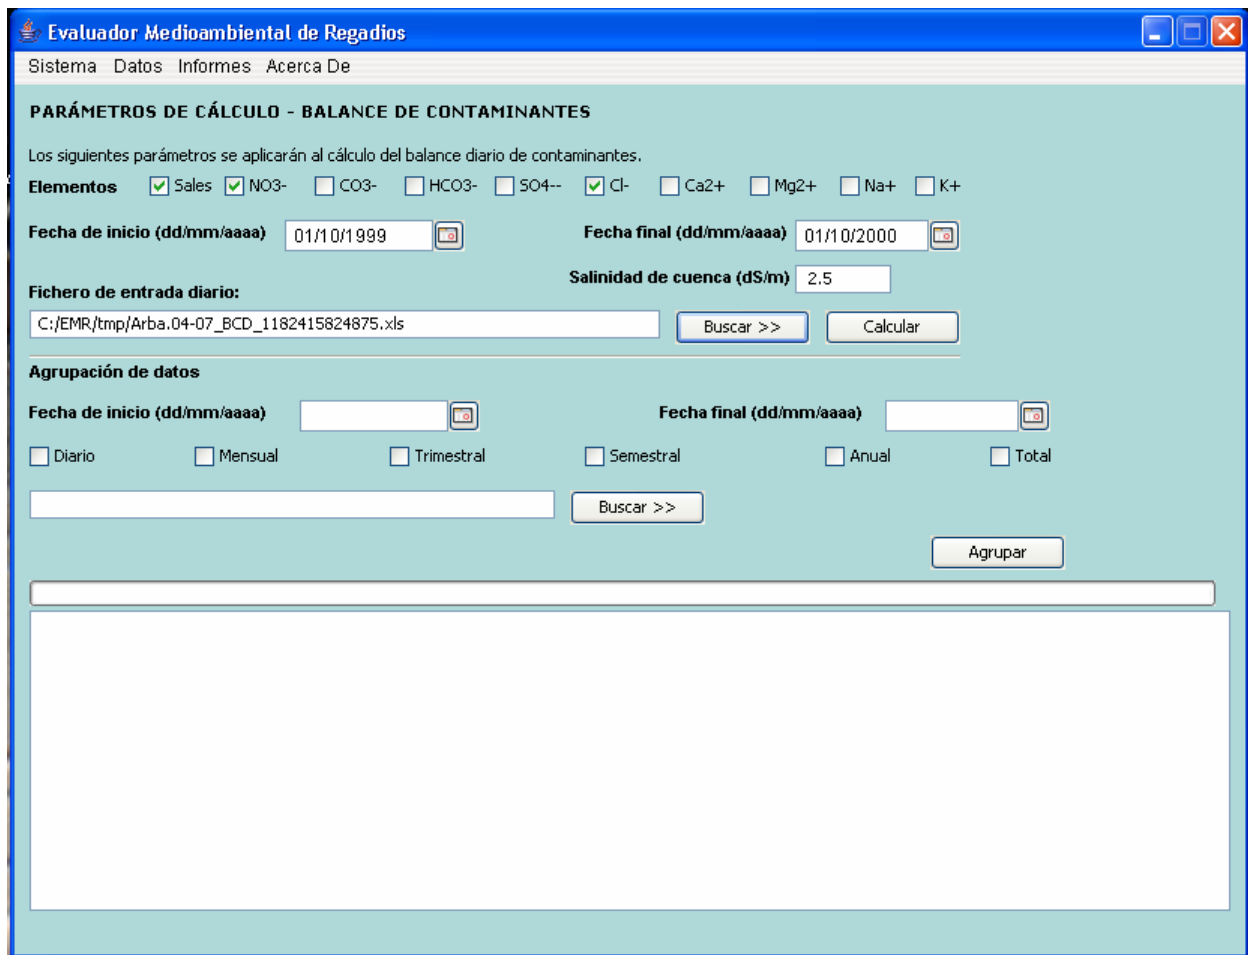 Evaluador Medioambiental de Regadios
Sistema Datos Informes Acerca De
PARÁMETROS DE CÁLCULO - BALANCE DE CONTAMINANTES
Los siguientes parámetros se aplicarán al cálculo del balance diario de contaminantes.
Elementos Sales NO3- CO3- HCO3- SO4-- Cl- Ca2+ Mg2+ Na+ K+
Fecha de inicio (dd/mm/aaaa) 01/10/1999 Fecha final (dd/mm/aaaa) 01/10/2000
Salinidad de cuenca (dS/m) 2.5
Fichero de entrada diario:
C:/EMR/tmp/Arba.04-07_BCD_1182415824875.xls Buscar >> Calcular
Agrupación de datos
Fecha de inicio (dd/mm/aaaa) Fecha final (dd/mm/aaaa)
Diario Mensual Trimestral Semestral Anual Total
Buscar >>
Agrupar